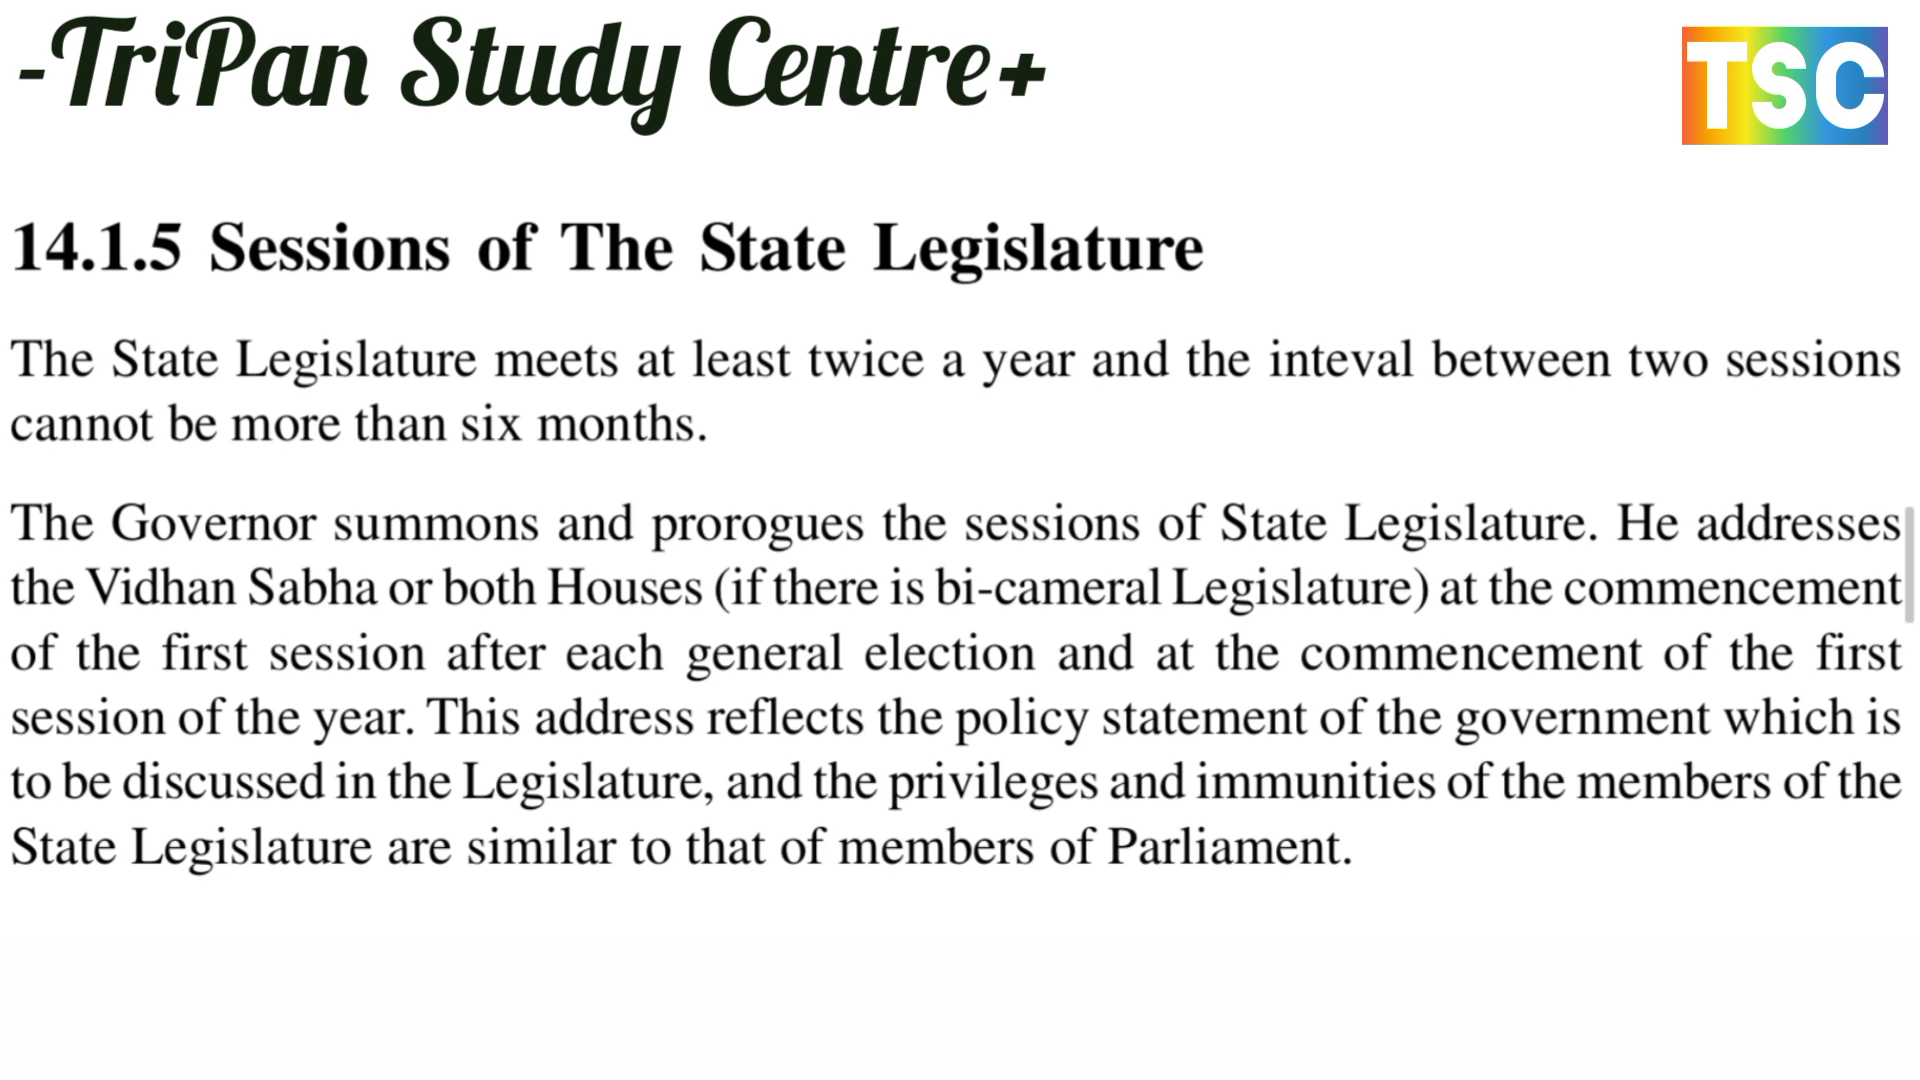 -TriPan Study Centre+
TSC
14.1.5 Sessions of The State Legislature
The State Legislature meets at least twice a year and the inteval between two sessions
cannot be more than six months.
The Governor summons and prorogues the sessions of State Legislature. He addresses
the Vidhan Sabha or both Houses (if there is bi-cameral Legislature) at the commencement
of the first session after each general election and at the commencement of the first
session of the year. This address reflects the policy statement of the government which is
to be discussed in the Legislature, and the privileges and immunities of the members of the
State Legislature are similar to that of members of Parliament.